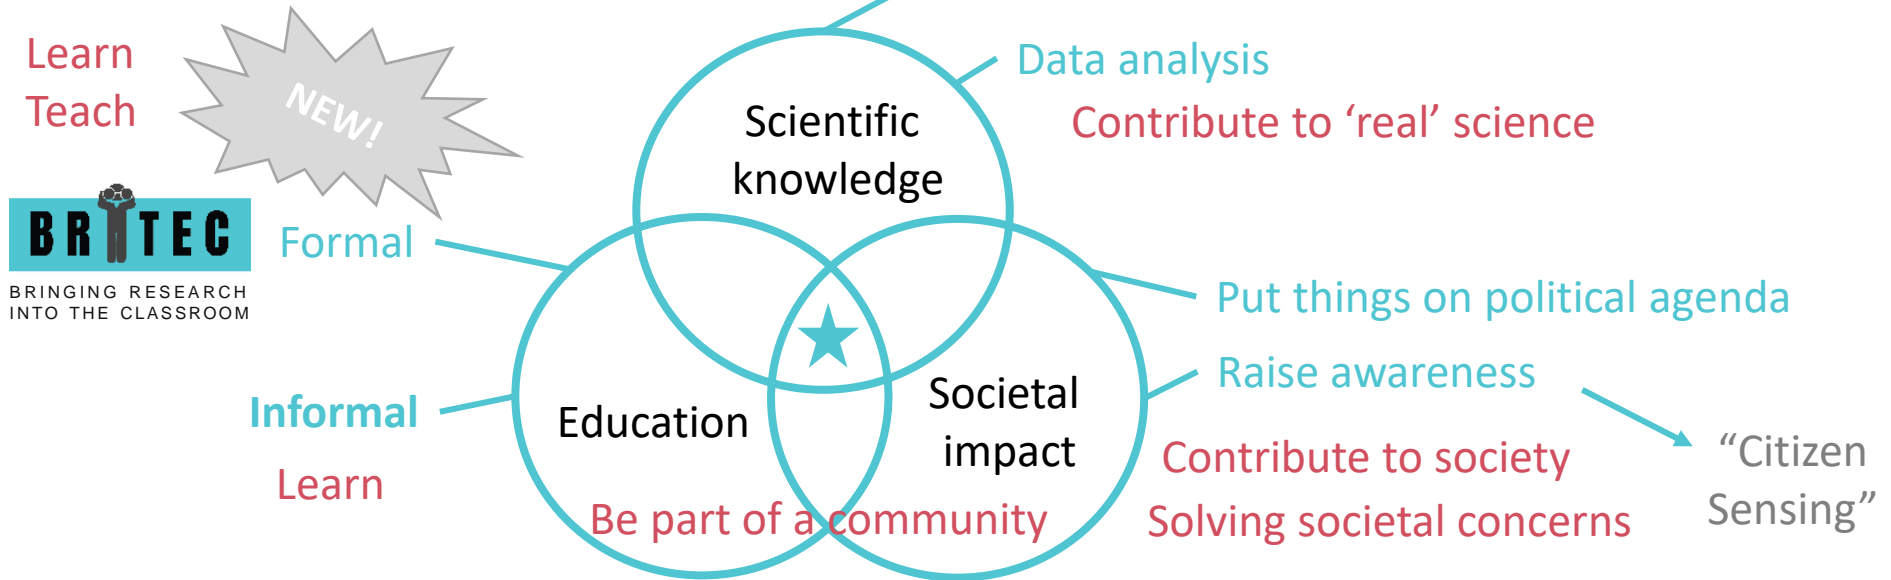 Learn
Teach
NEW!
BRITEC
BRINGING RESEARCH
INTO THE CLASSROOM
Formal
Informal
Learn
Scientific
knowledge
Education
Societal
impact
Be part of a community
Data analysis
Contribute to ‘real’ science
Put things on political agenda
Raise awareness
Contribute to society
Solving societal concerns
“Citizen
Sensing”